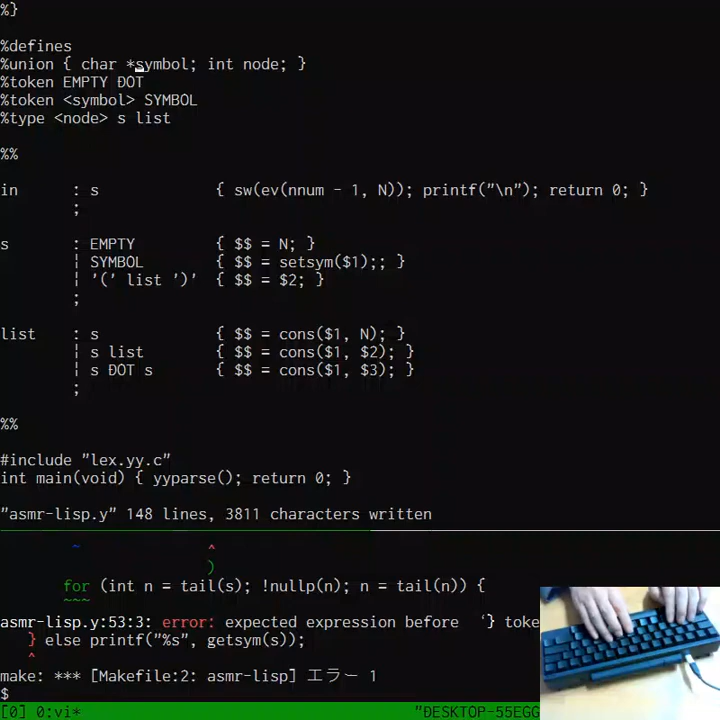 %}
%defines
%union { char *symbol; int node; }
%token EMPTY DOT
%token <symbol> SYMBOL
%type <node> s list
%%
in : s { sw(ev(nnum - 1, N)); printf("\n"); return 0; }
;
s : EMPTY { $$ = N; }
| SYMBOL { $$ = setsym($1);; }
| '(' list ')' { $$ = $2; }
;
list : s { $$ = cons($1, N); }
| s list { $$ = cons($1, $2); }
| s DOT s { $$ = cons($1, $3); }
;
%%
#include "lex.yy.c"
int main(void) { yyparse(); return 0; }
"asmr-lisp.y" 148 lines, 3811 characters written
~ ^
)
for (int n = tail(s); !nullp(n); n = tail(n)) {
~~~
asmr-lisp.y:53:3: error: expected expression before ‘} toke
} else printf("%s", getsym(s));
^
make: *** [Makefile:2: asmr-lisp] エラー 1
$
[0] 0:vi* "DESKTOP-55EGG